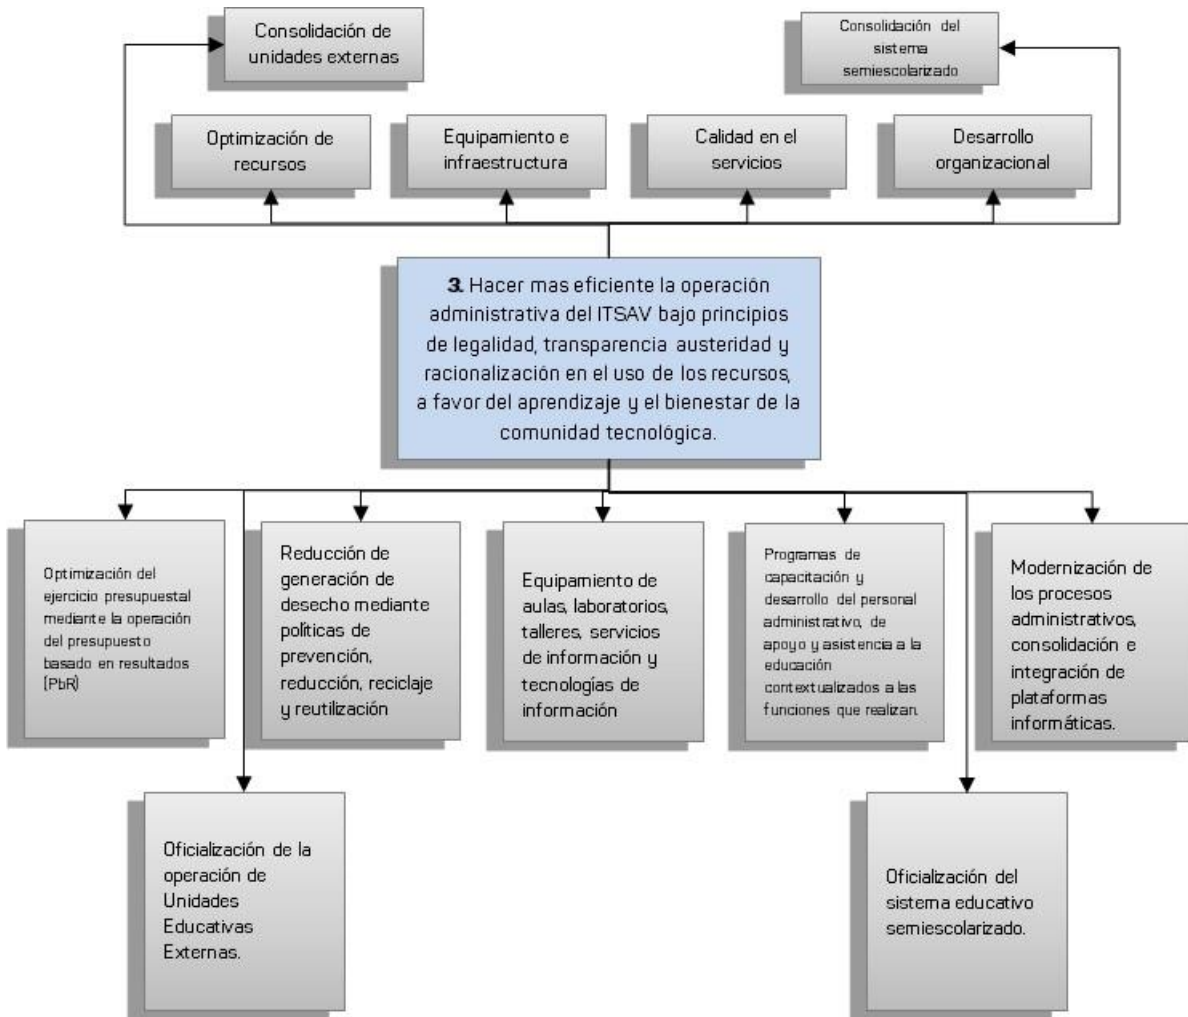 Consolidación de
unidades externas
Consolidación del
sistema
semiescolarizado
Optimización de
recursos
Equipamiento e
infraestructura
Calidad en el
servicios
Desarrollo
organizacional
3. Hacer mas eficiente la operación
administrativa del ITSAV bajo principios
de legalidad, transparencia austeridad y
racionalización en el uso de los recursos,
a favor del aprendizaje y el bienestar de la
comunidad tecnológica.
Optimización del
ejercicio presupuestal
mediante la operación
del presupuesto
basado en resultados
(PbR)
Reducción de
generación de
desecho mediante
políticas de
prevención,
reducción, reciclaje
y reutilización
Equipamiento de
aulas, laboratorios,
talleres, servicios
de información y
tecnologías de
información
Programas de
capacitación y
desarrollo del personal
administrativo, de
apoyo y asistencia a la
educación
contextualizados a las
funciones que realizan.
Modernización de
los procesos
administrativos,
consolidación e
integración de
plataformas
informáticas.
Oficialización de la
operación de
Unidades
Educativas
Externas.
Oficialización del
sistema educativo
semiescolarizado.